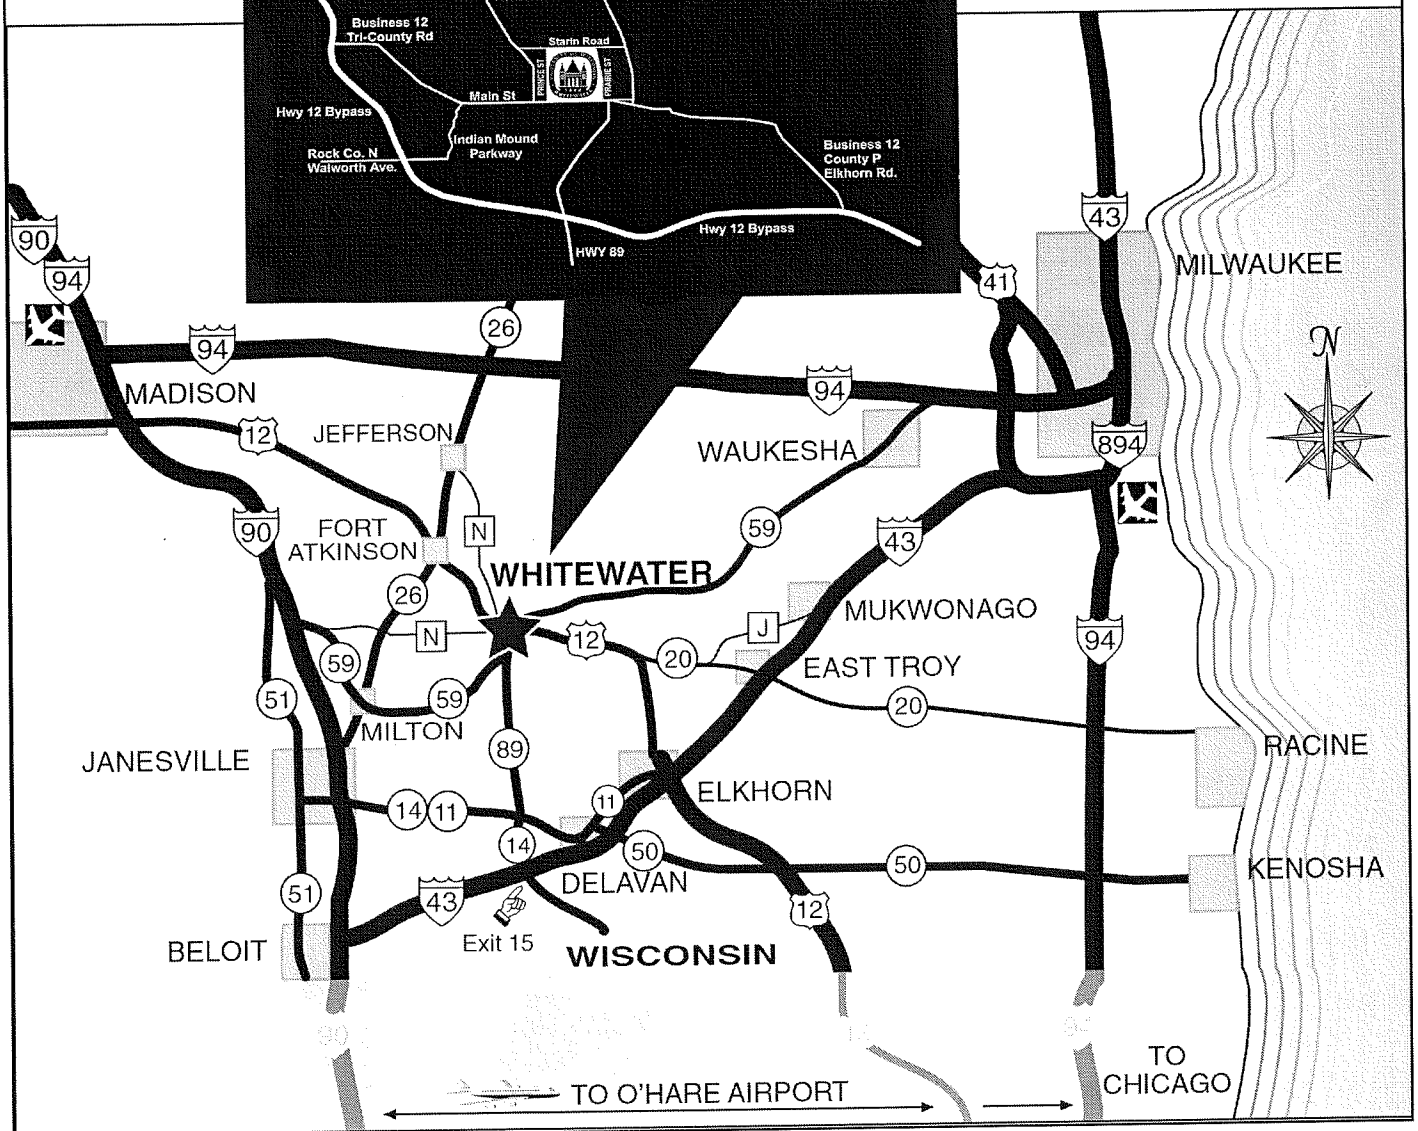 Business 12
Tri-County Rd
Starin Road
PRINCE ST
PRAIRIE ST
Main St
Hwy 12 Bypass
Indian Mound
Parkway
Rock Co. N
Walworth Ave.
Business 12
County P
Elkhorn Rd.
Hwy 12 Bypass
HWY 89
90
94
43
41
MILWAUKEE
26
94
94
N
MADISON
12
JEFFERSON
WAUKESHA
894
90
FORT
ATKINSON
N
59
43
WHITEWATER
26
MUKWONAGO
N
12
J
94
59
20
EAST TROY
51
59
20
MILTON
89
RACINE
JANESVILLE
ELKHORN
14
11
11
14
50
50
KENOSHA
DELAVAN
51
43
12
Exit 15
BELOIT
WISCONSIN
90
TO
CHICAGO
TO O'HARE AIRPORT